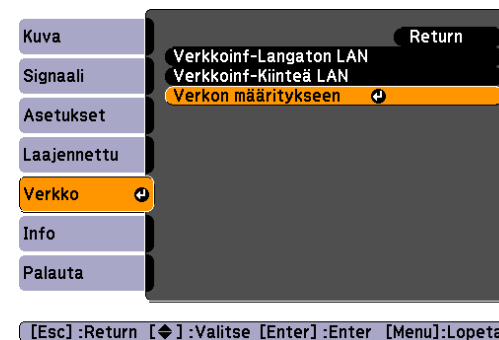 Kuva
Signaali
Asetukset
Laajennettu
Verkko
Info
Palauta
Return
Verkkoinf-Langaton LAN
Verkkoinf-Kiinteä LAN
Verkon määritykseen
[Esc] :Return [ ] :Valitse [Enter] :Enter [Menu]:Lopeta